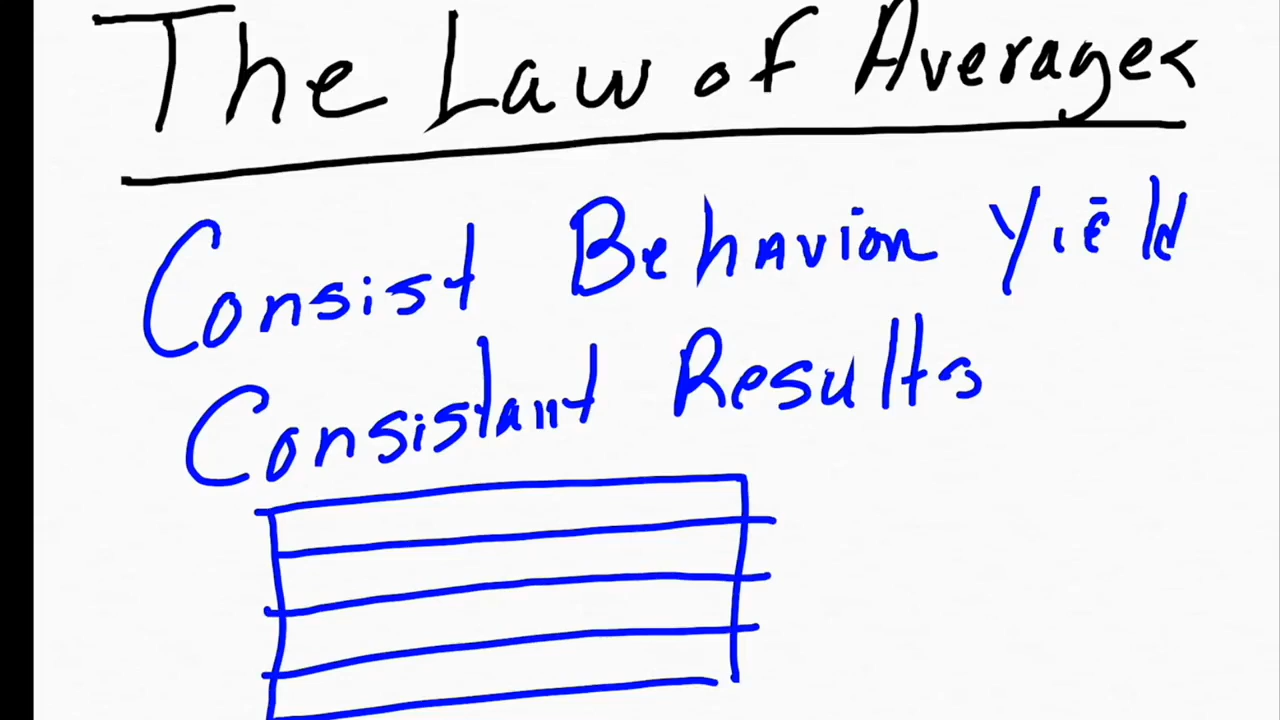 The Law of Averages
Consist Behavior Yield
Consistant Results